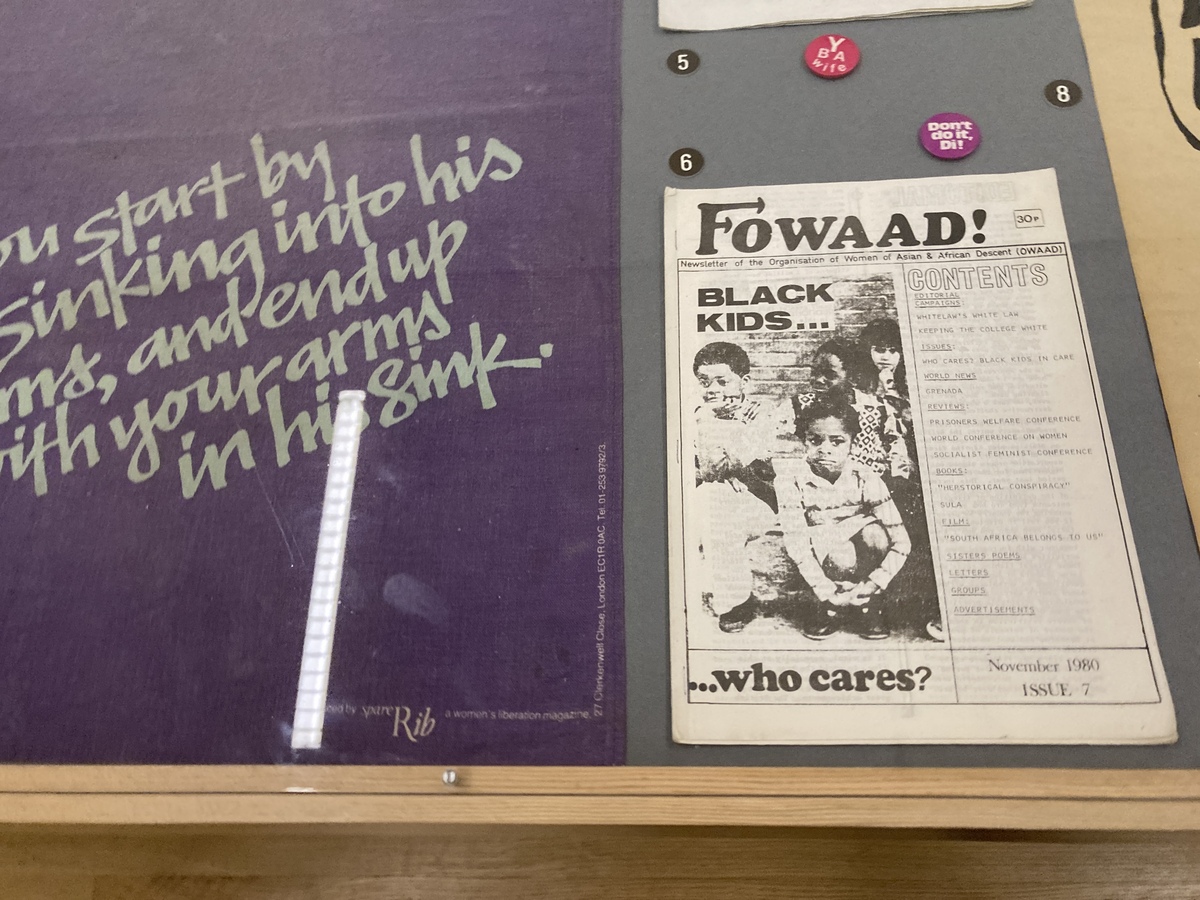 ou start by
Sinking into his
ms, and end up
with your arms
in his sink.
ced by spare Rib a women's liberation magazine,
27 Clerkenwell Close, London EC1R 0AC. Tel. 01-253 9792/3.
5
Y
B A
wife
8
Don't
do it,
Di!
6
FOWAAD!
30P
Newsletter of the Organisation of Women of Asian & African Descent (OWAAD)
BLACK
KIDS...
...who cares?
CONTENTS
EDITORIAL
CAMPAIGNS:
WHITELAW'S WHITE LAW
KEEPING THE COLLEGE WHITE
ISSUES:
WHO CARES? BLACK KIDS IN CARE
WORLD NEWS
GRENADA
REVIEWS:
PRISONERS WELFARE CONFERENCE
WORLD CONFERENCE ON WOMEN
SOCIALIST FEMINIST CONFERENCE
BOOKS:
"HERSTORICAL CONSPIRACY"
SULA
FILM:
"SOUTH AFRICA BELONGS TO US"
SISTERS POEMS
LETTERS
GROUPS
ADVERTISEMENTS
November 1980
ISSUE 7